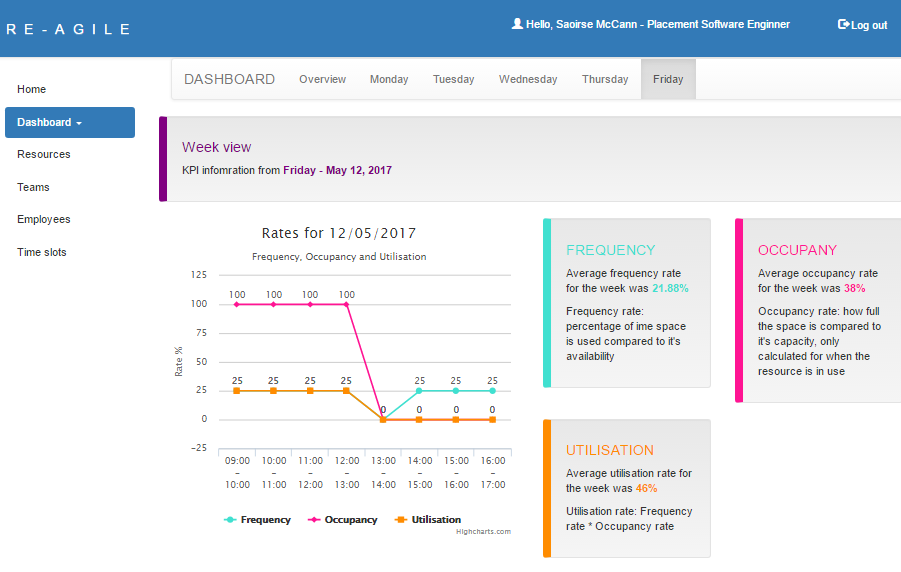 RE-AGILE
Hello, Saoirse McCann - Placement Software Enginner
Log out
Home
Dashboard
Resources
Teams
Employees
Time slots
DASHBOARD Overview Monday Tuesday Wednesday Thursday Friday
Week view
KPI infomration from Friday - May 12, 2017
Rates for 12/05/2017
Frequency, Occupancy and Utilisation
Rate %
125
100
75
50
25
0
−25
100 100 100 100
25 25 25 25 25 25 25
0 0 0 0
09:00 – 10:00
10:00 – 11:00
11:00 – 12:00
12:00 – 13:00
13:00 – 14:00
14:00 – 15:00
15:00 – 16:00
16:00 – 17:00
Frequency Occupancy Utilisation
Highcharts.com
FREQUENCY
Average frequency rate
for the week was 21.88%
Frequency rate:
percentage of ime space
is used compared to it's
availability
OCCUPANY
Average occupancy rate
for the week was 38%
Occupancy rate: how full
the space is compared to
it's capacity, only
calculated for when the
resource is in use
UTILISATION
Average utilisation rate for
the week was 46%
Utilisation rate: Frequency
rate * Occupancy rate